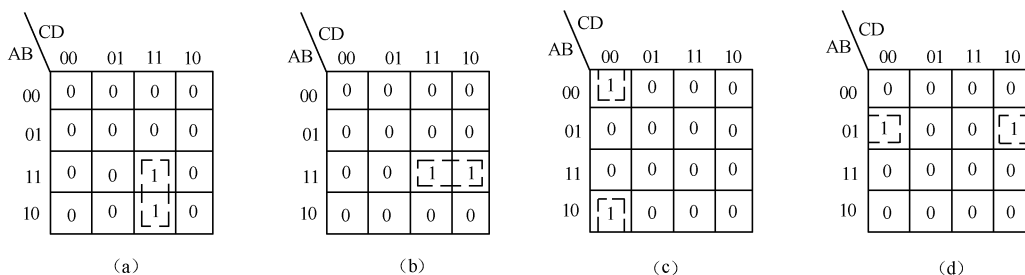 CD CD CD CD
AB 00 01 11 10 AB 00 01 11 10 AB 00 01 11 10 AB 00 01 11 10
00 0 0 0 0 00 0 0 0 0 00 1 0 0 0 00 0 0 0 0
01 0 0 0 0 01 0 0 0 0 01 0 0 0 0 01 1 0 0 1
11 0 0 1 0 11 0 0 1 1 11 0 0 0 0 11 0 0 0 0
10 0 0 1 0 10 0 0 0 0 10 1 0 0 0 10 0 0 0 0
(a) (b) (c) (d)